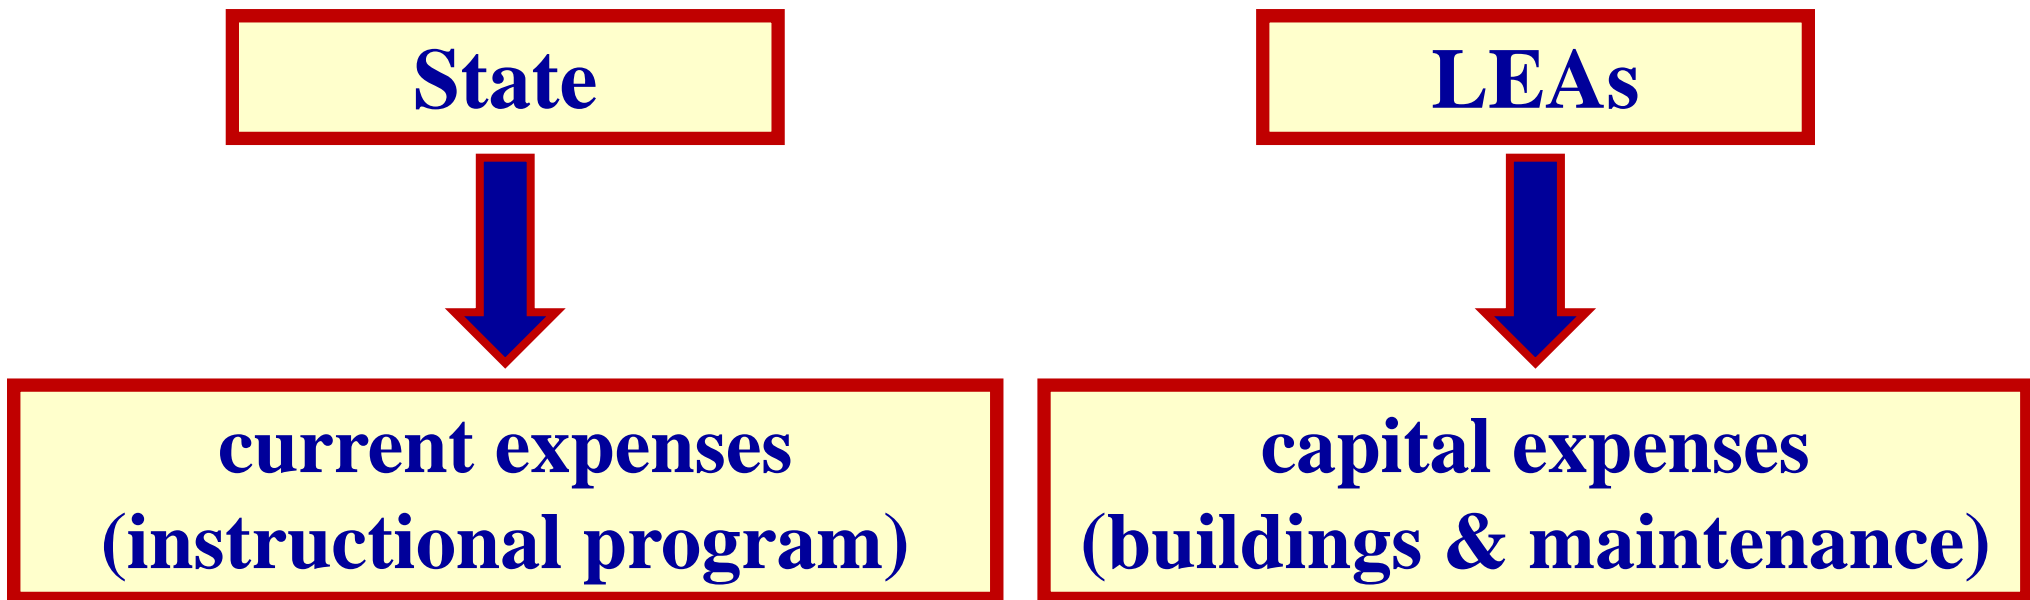 State
LEAs
current expenses
(instructional program)
capital expenses
(buildings & maintenance)